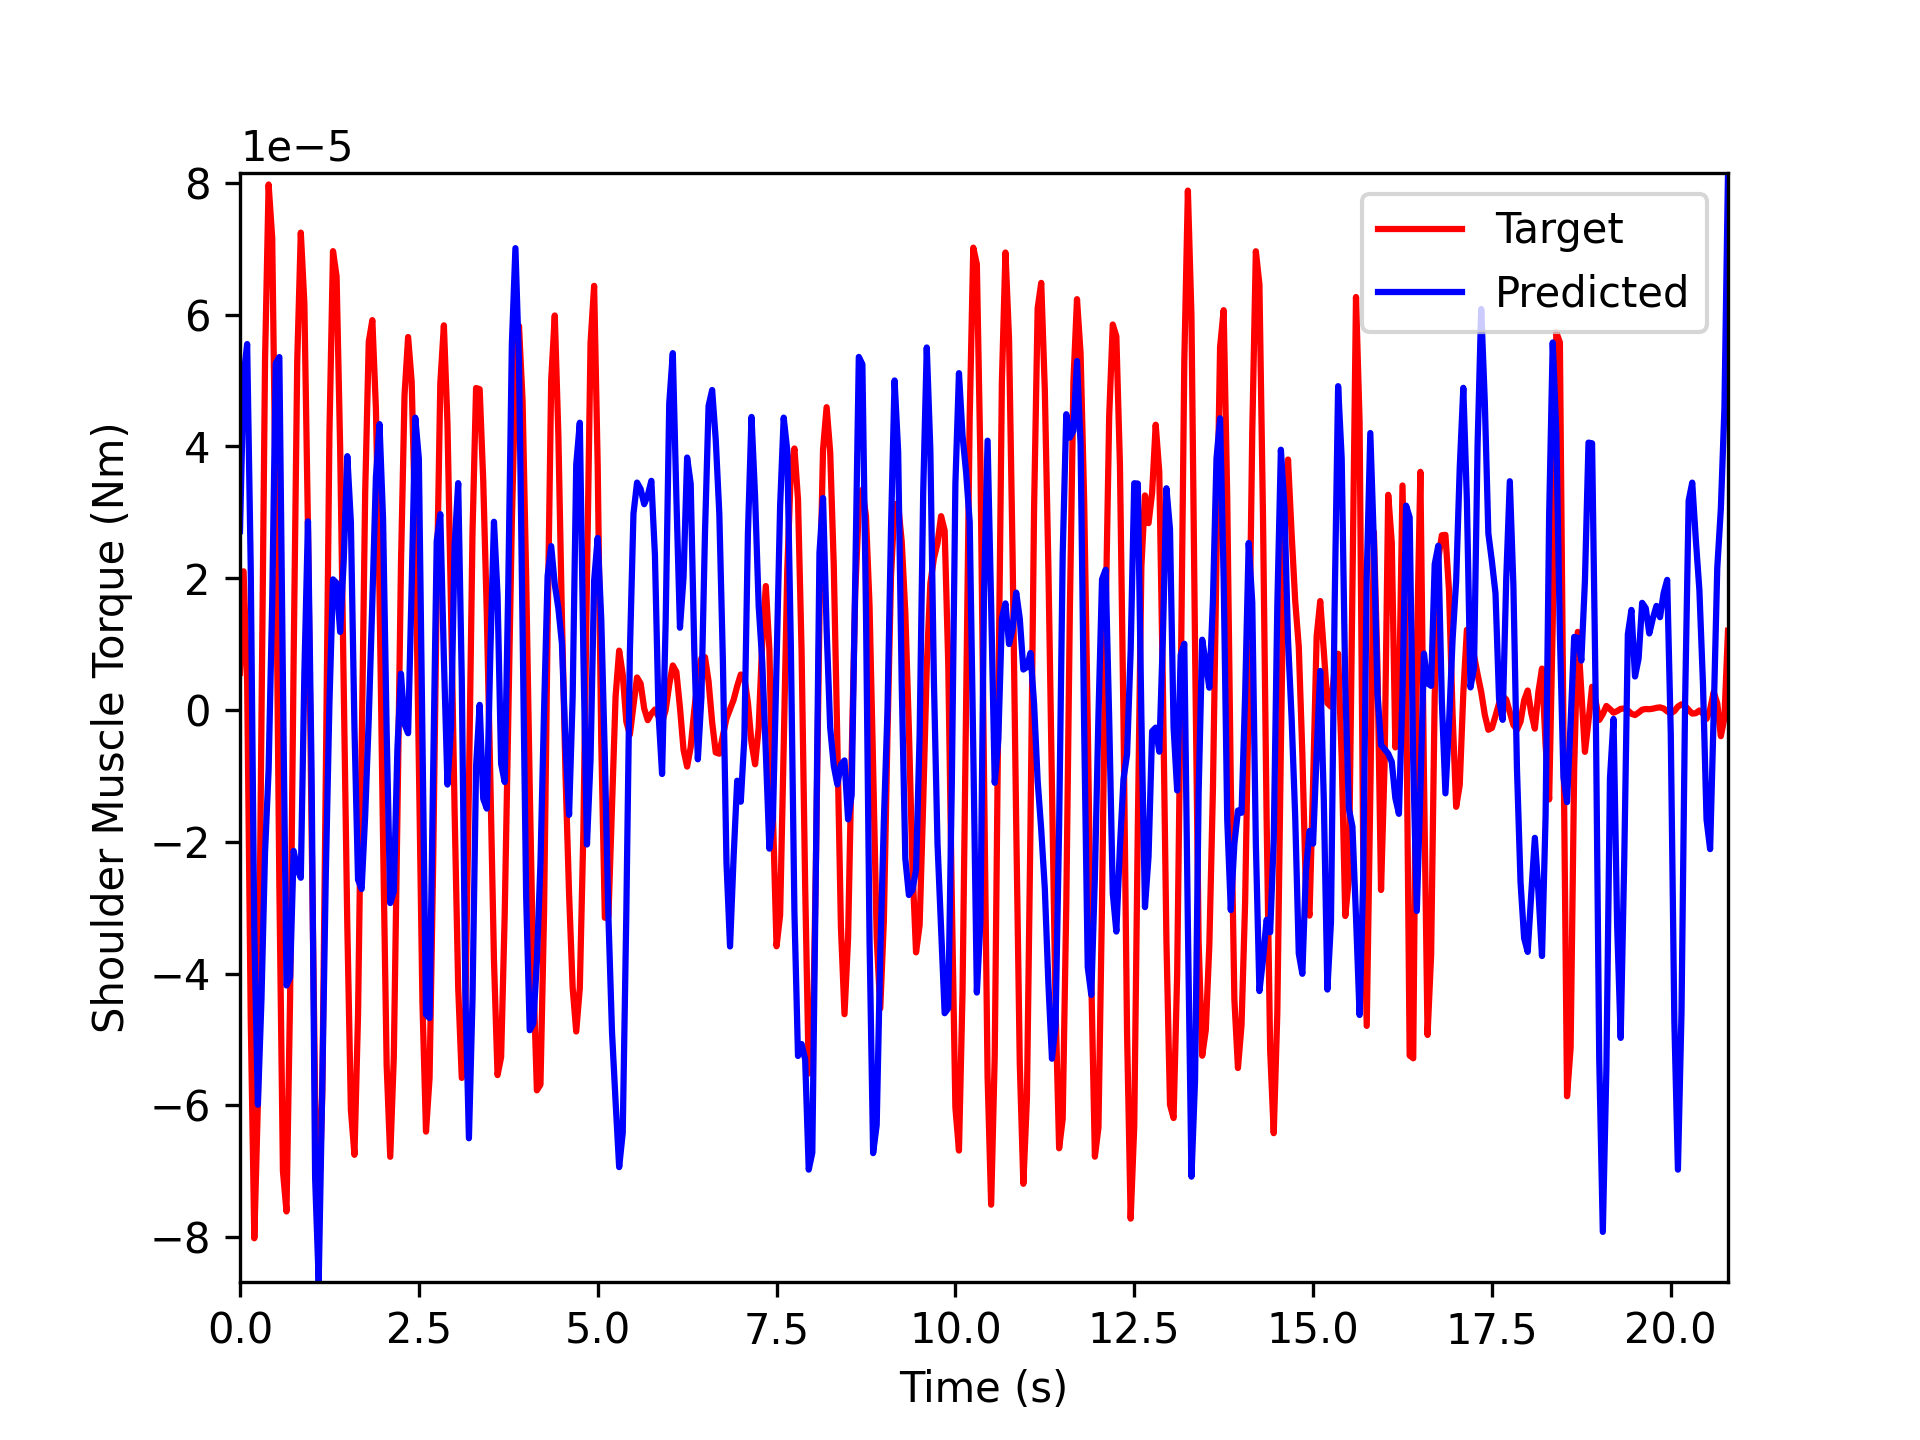 1e−5
8
6
4
2
0
−2
−4
−6
−8
Shoulder Muscle Torque (Nm)
Target
Predicted
0.0 2.5 5.0 7.5 10.0 12.5 15.0 17.5 20.0
Time (s)